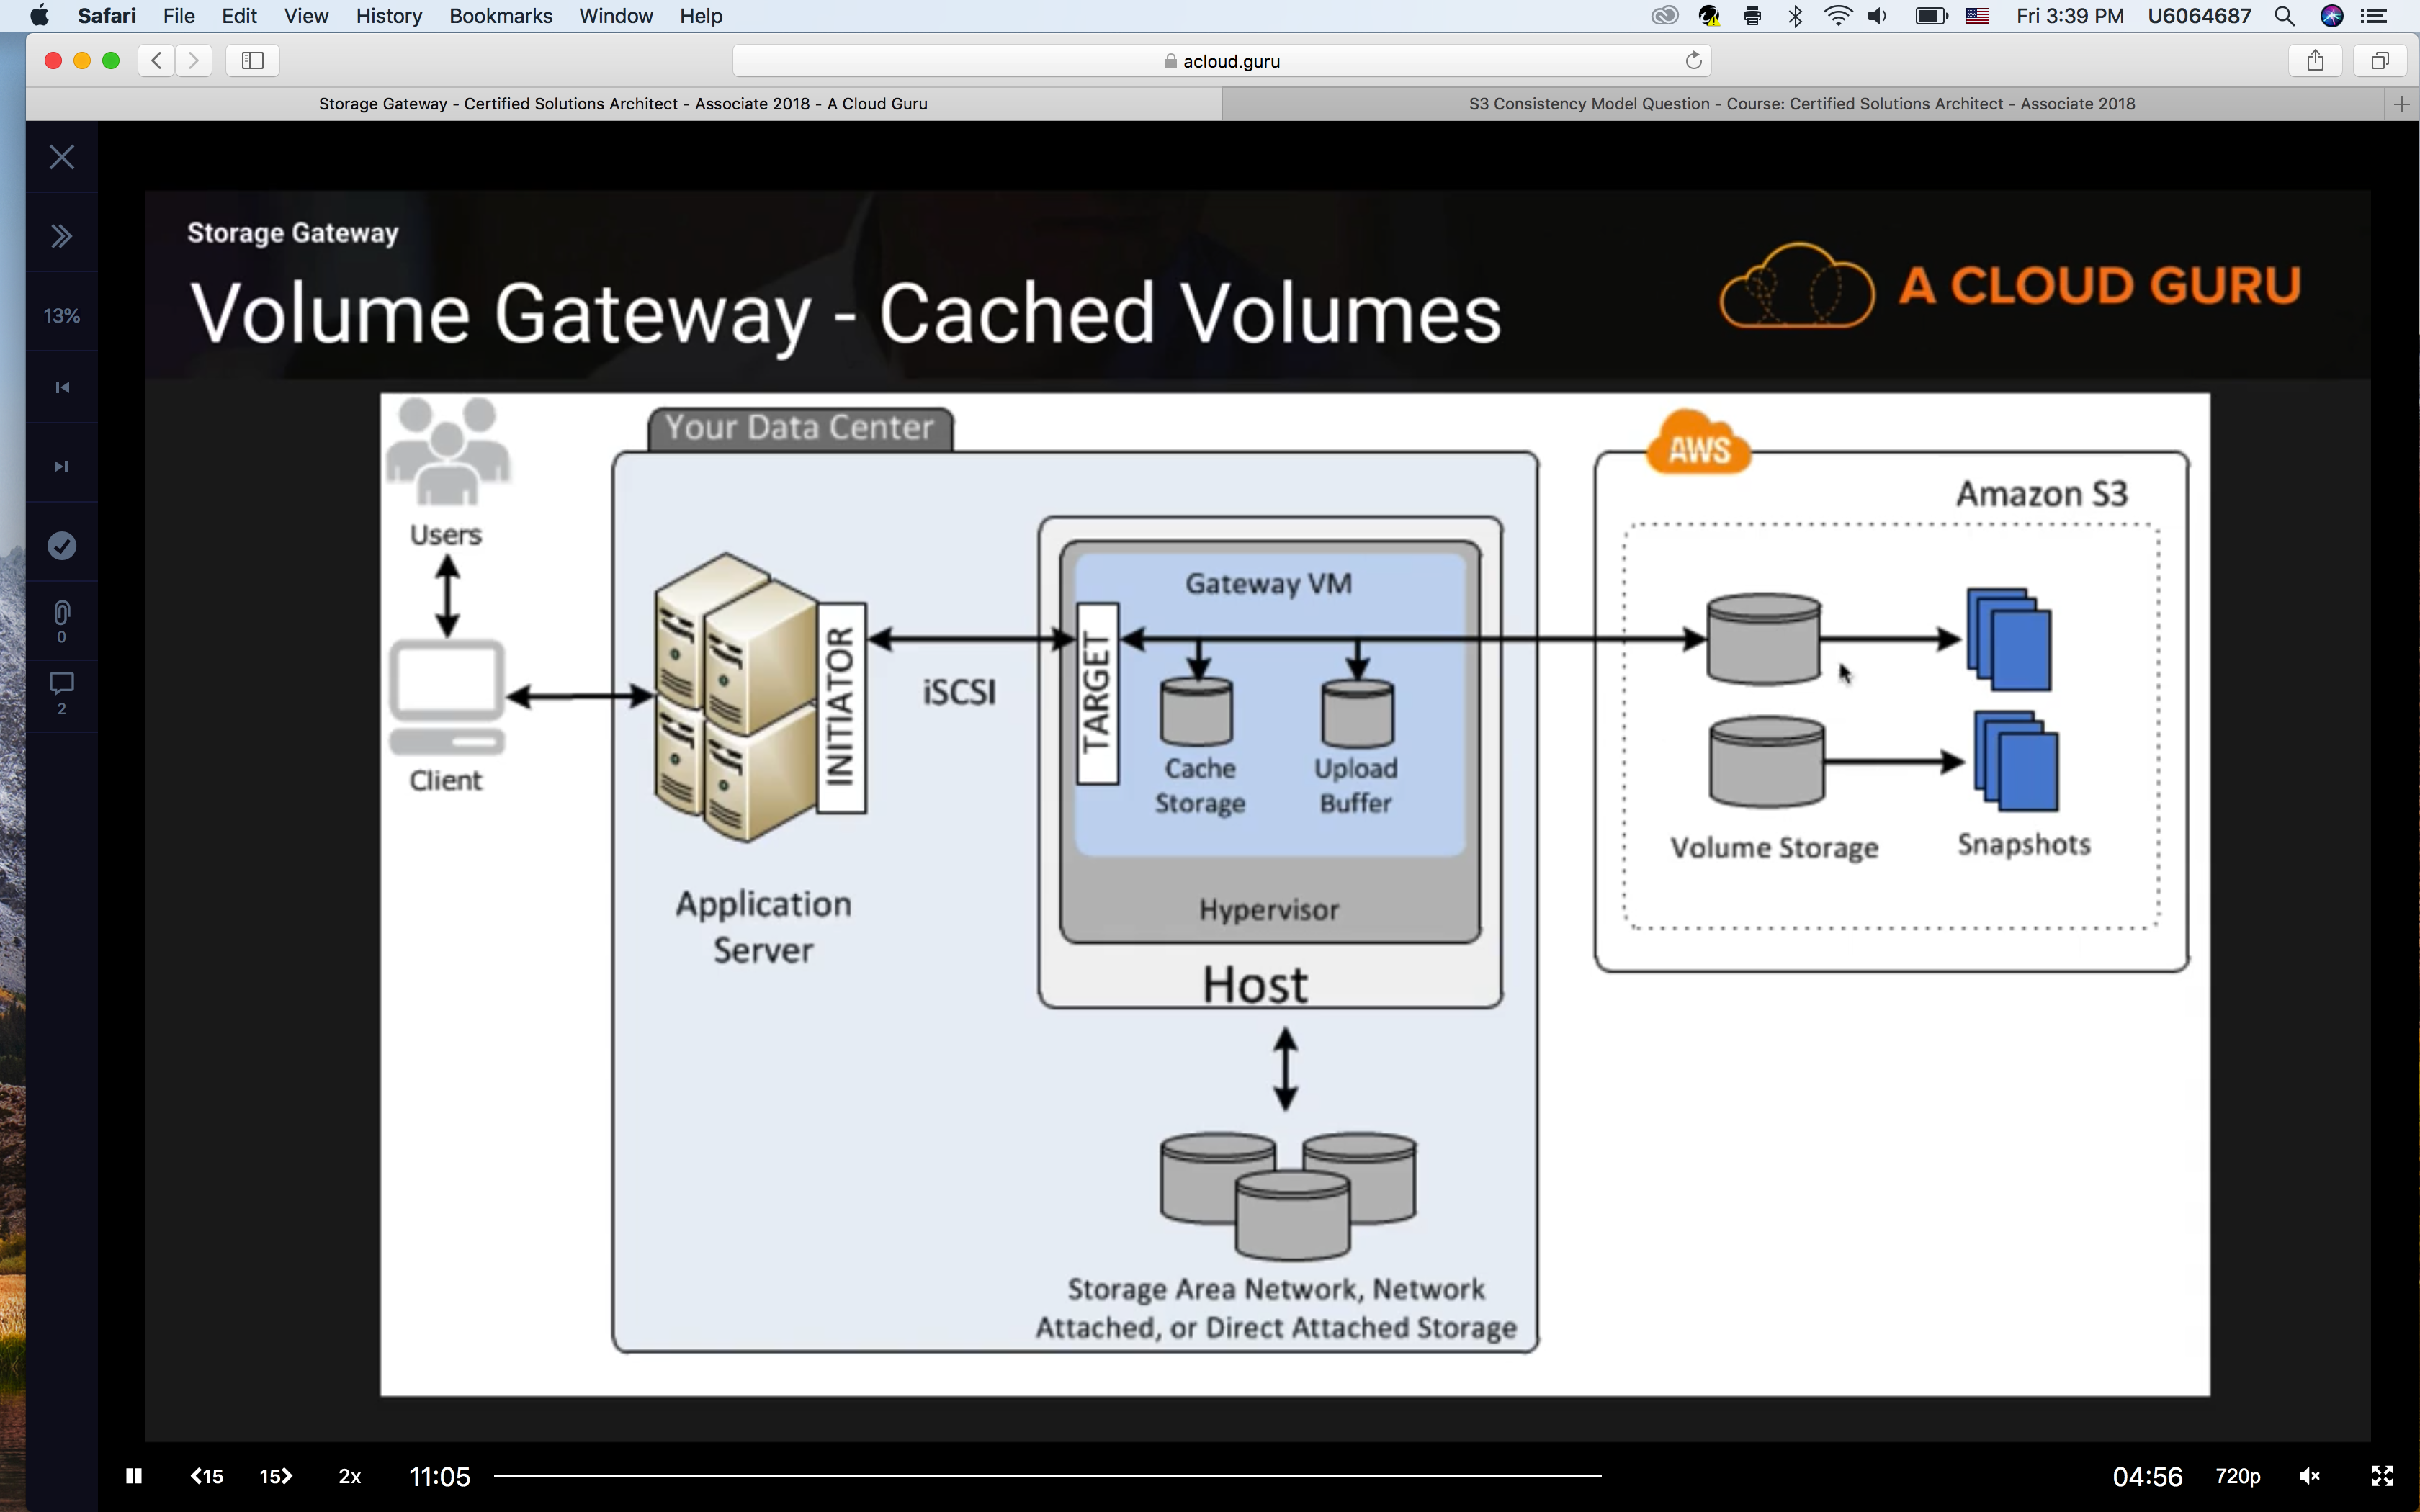 Safari File Edit View History Bookmarks Window Help Fri 3:39 PM U6064687
acloud.guru
Storage Gateway - Certified Solutions Architect - Associate 2018 - A Cloud Guru
S3 Consistency Model Question - Course: Certified Solutions Architect - Associate 2018
13%
0
2
Storage Gateway
Volume Gateway - Cached Volumes
A CLOUD GURU
Users
Client
Your Data Center
Application
Server
INITIATOR
iSCSI
TARGET
Gateway VM
Cache
Storage
Upload
Buffer
Hypervisor
Host
Storage Area Network, Network
Attached, or Direct Attached Storage
AWS
Amazon S3
Volume Storage
Snapshots
15 15 2x 11:05 04:56 720p